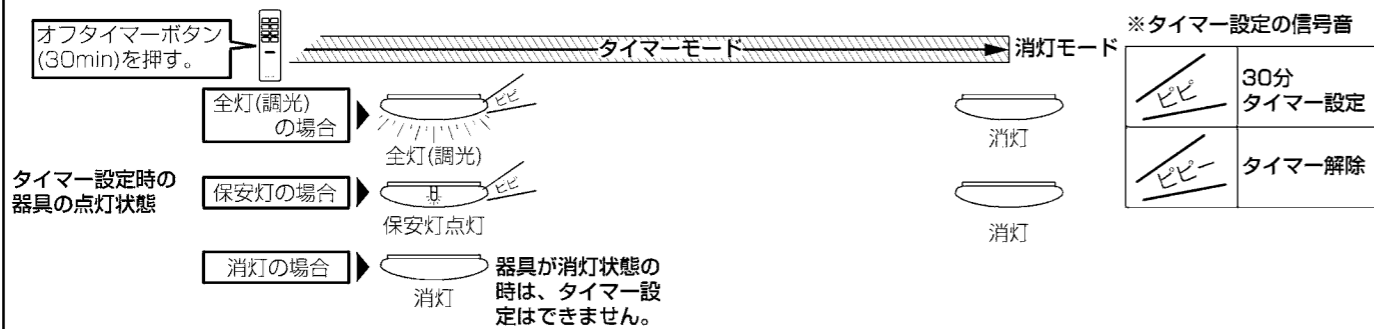 オフタイマーボタン
(30min)を押す。
タイマーモード
消灯モード
※タイマー設定の信号音
ピピ
30分
タイマー設定
ピピー
タイマー解除
タイマー設定時の
器具の点灯状態
全灯(調光)
の場合
ピピ
全灯(調光)
消灯
保安灯の場合
ピピ
保安灯点灯
消灯
消灯の場合
消灯
器具が消灯状態の
時は、タイマー設
定はできません。